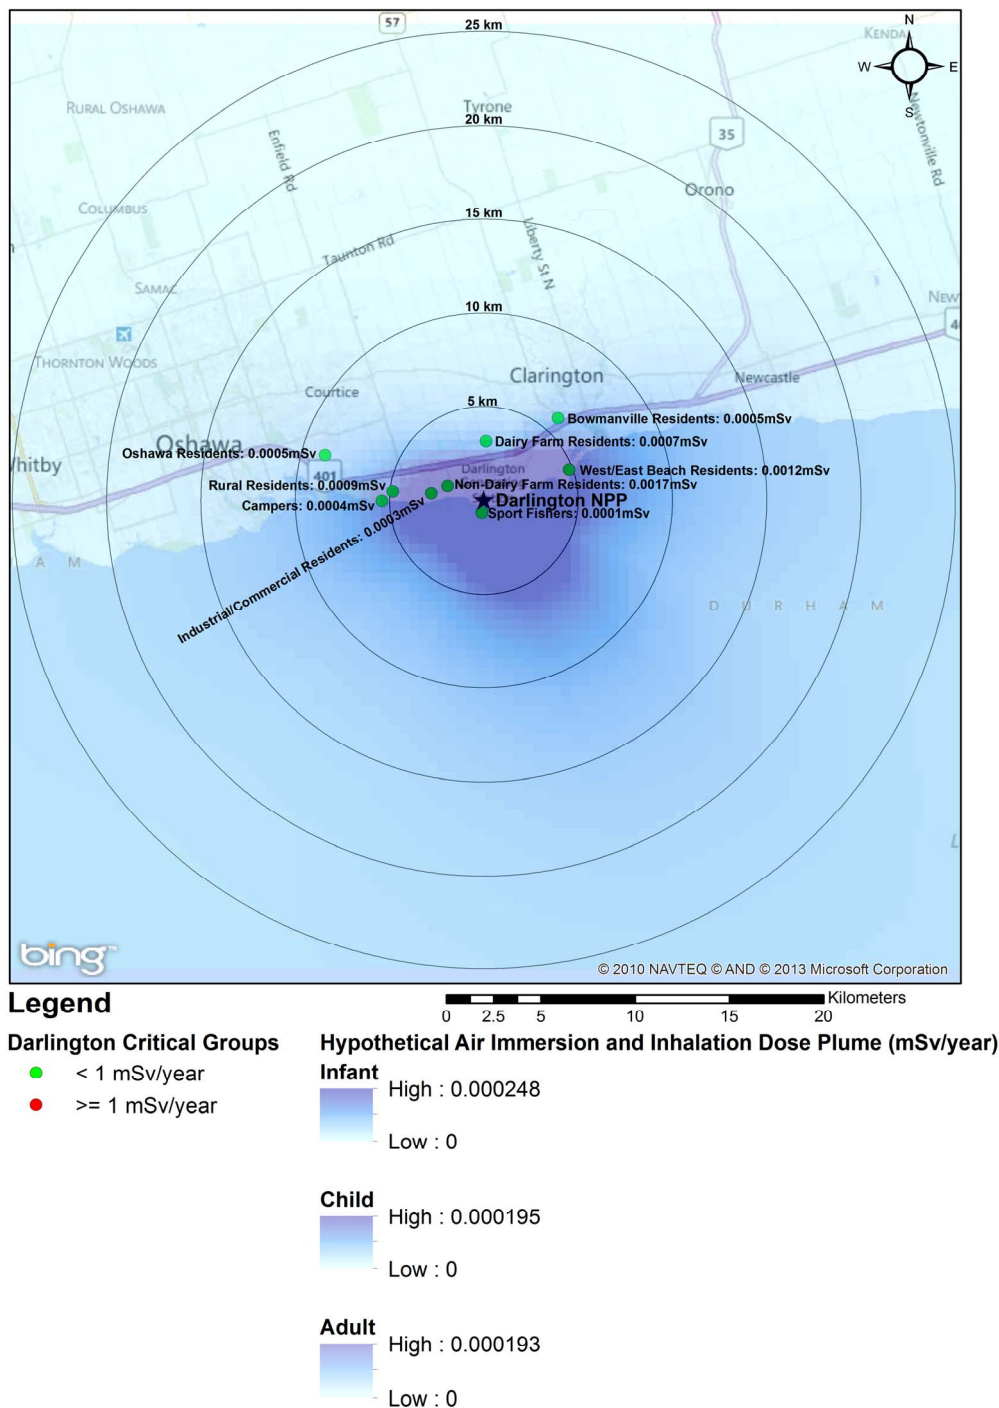 25 km
57
N
KENDA
W
E
S
RURAL OSHAWA
Tyrone
20 km
35
Newtonville Rd
Enfield Rd
Orono
COLUMBUS
15 km
Liberty St N
Taunton Rd
SAMAC
NEW
10 km
4
THORNTON WOODS
Clarington
Newcastle
Courtice
5 km
Bowmanville Residents: 0.0005mSv
Oshawa
Dairy Farm Residents: 0.0007mSv
Oshawa Residents: 0.0005mSv
Whitby
401
Darlington
West/East Beach Residents: 0.0012mSv
Rural Residents: 0.0009mSv
Non-Dairy Farm Residents: 0.0017mSv
Campers: 0.0004mSv
Darlington NPP
Sport Fishers: 0.0001mSv
Industrial/Commercial Residents: 0.0003mSv
A M
D U R H A M
L
bing™
© 2010 NAVTEQ © AND © 2013 Microsoft Corporation
Legend
Kilometers
0 2.5 5 10 15 20
Darlington Critical Groups
< 1 mSv/year
>= 1 mSv/year
Hypothetical Air Immersion and Inhalation Dose Plume (mSv/year)
Infant
High : 0.000248
Low : 0
Child
High : 0.000195
Low : 0
Adult
High : 0.000193
Low : 0